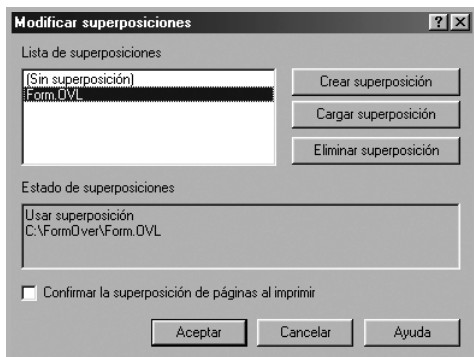 Modificar superposiciones
Lista de superposiciones
(Sin superposición)
Form.OVL
Crear superposición
Cargar superposición
Eliminar superposición
Estado de superposiciones
Usar superposición
C:\FormOver\Form.OVL
Confirmar la superposición de páginas al imprimir
Aceptar
Cancelar
Ayuda